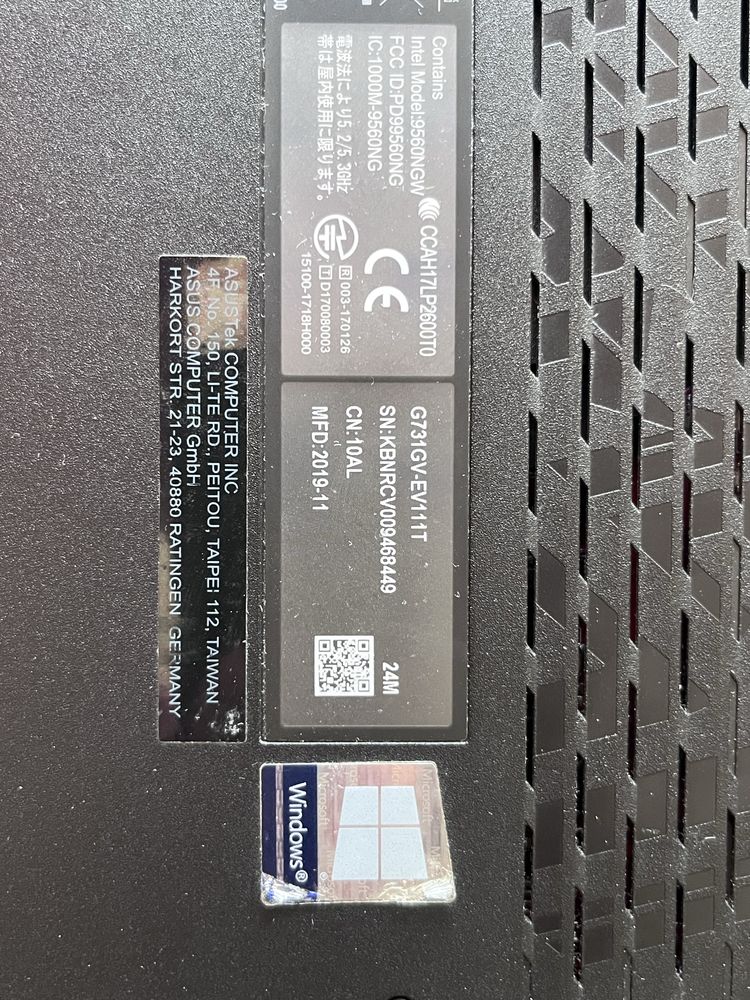 Contains
Intel Model:9560NGW
FCC ID:PD99560NG
IC:1000M-9560NG
電波法により5.2/5.3GHz
帯は屋内使用に限ります。
CCAH17LP2600T0
CE
R 003-170126
T D170080003
15100-1718H000
G731GV-EV111T
SN:KBNRCV009468449
CN:10AL
MFD:2019-11
24M
ASUSTek COMPUTER INC.
4F, No. 150, LI-TE RD., PEITOU, TAIPEI 112, TAIWAN
ASUS COMPUTER GmbH
HARKORT STR. 21-23, 40880 RATINGEN, GERMANY
Microsoft
Microsoft
Windows®